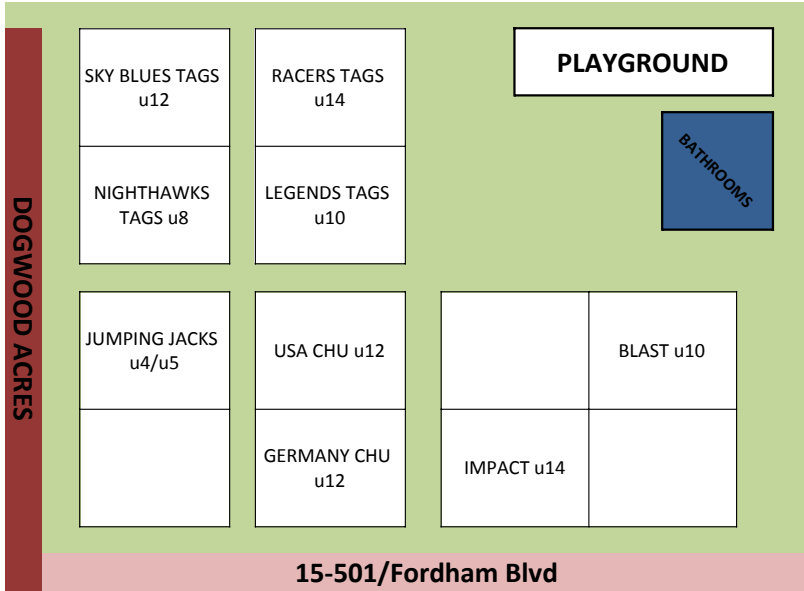 SKY BLUES TAGS
u12
RACERS TAGS
u14
PLAYGROUND
BATHROOMS
NIGHTHAWKS
TAGS u8
LEGENDS TAGS
u10
DOGWOOD ACRES
JUMPING JACKS
u4/u5
USA CHU u12
BLAST u10
GERMANY CHU
u12
IMPACT u14
15-501/Fordham Blvd